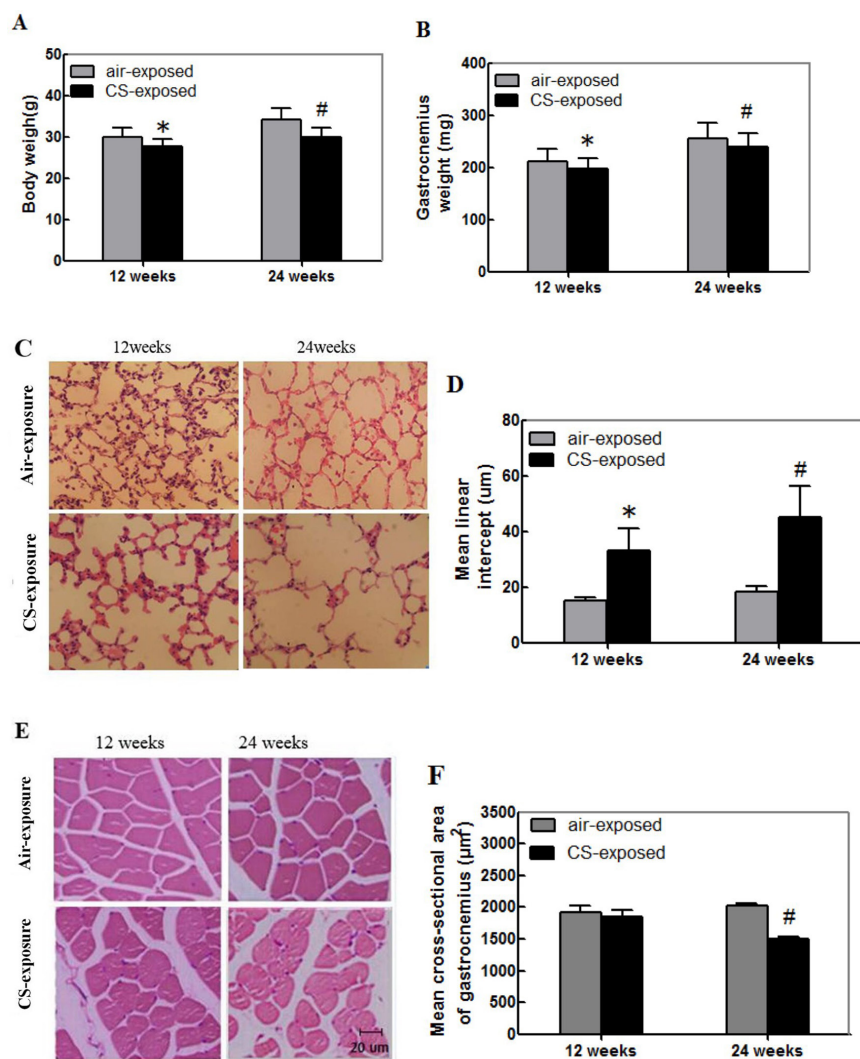 A
Body weigh(g)
50
40
30
20
10
0
air-exposed
CS-exposed
*
#
12 weeks
24 weeks
B
Gastrocnemius
weight (mg)
400
300
200
100
0
air-exposed
CS-exposed
*
#
12 weeks
24 weeks
C
12weeks
24weeks
Air-exposure
CS-exposure
D
Mean linear
intercept (um)
80
60
40
20
0
air-exposed
CS-exposed
*
#
12 weeks
24 weeks
E
12 weeks
24 weeks
Air-exposure
CS-exposure
20 um
F
Mean cross-sectional area
of gastrocnemius (µm²)
3500
3000
2500
2000
1500
1000
500
0
air-exposed
CS-exposed
#
12 weeks
24 weeks